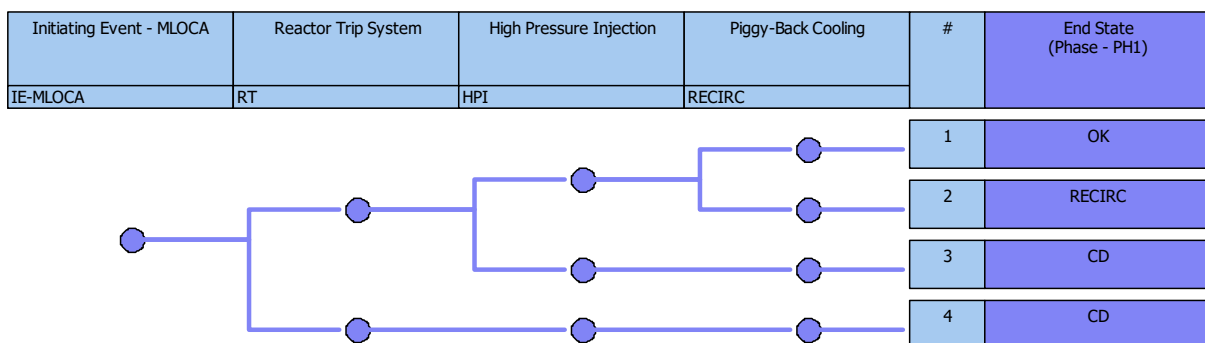 Initiating Event - MLOCA
Reactor Trip System
High Pressure Injection
Piggy-Back Cooling
#
End State
(Phase - PH1)
IE-MLOCA
RT
HPI
RECIRC
1
OK
2
RECIRC
3
CD
4
CD